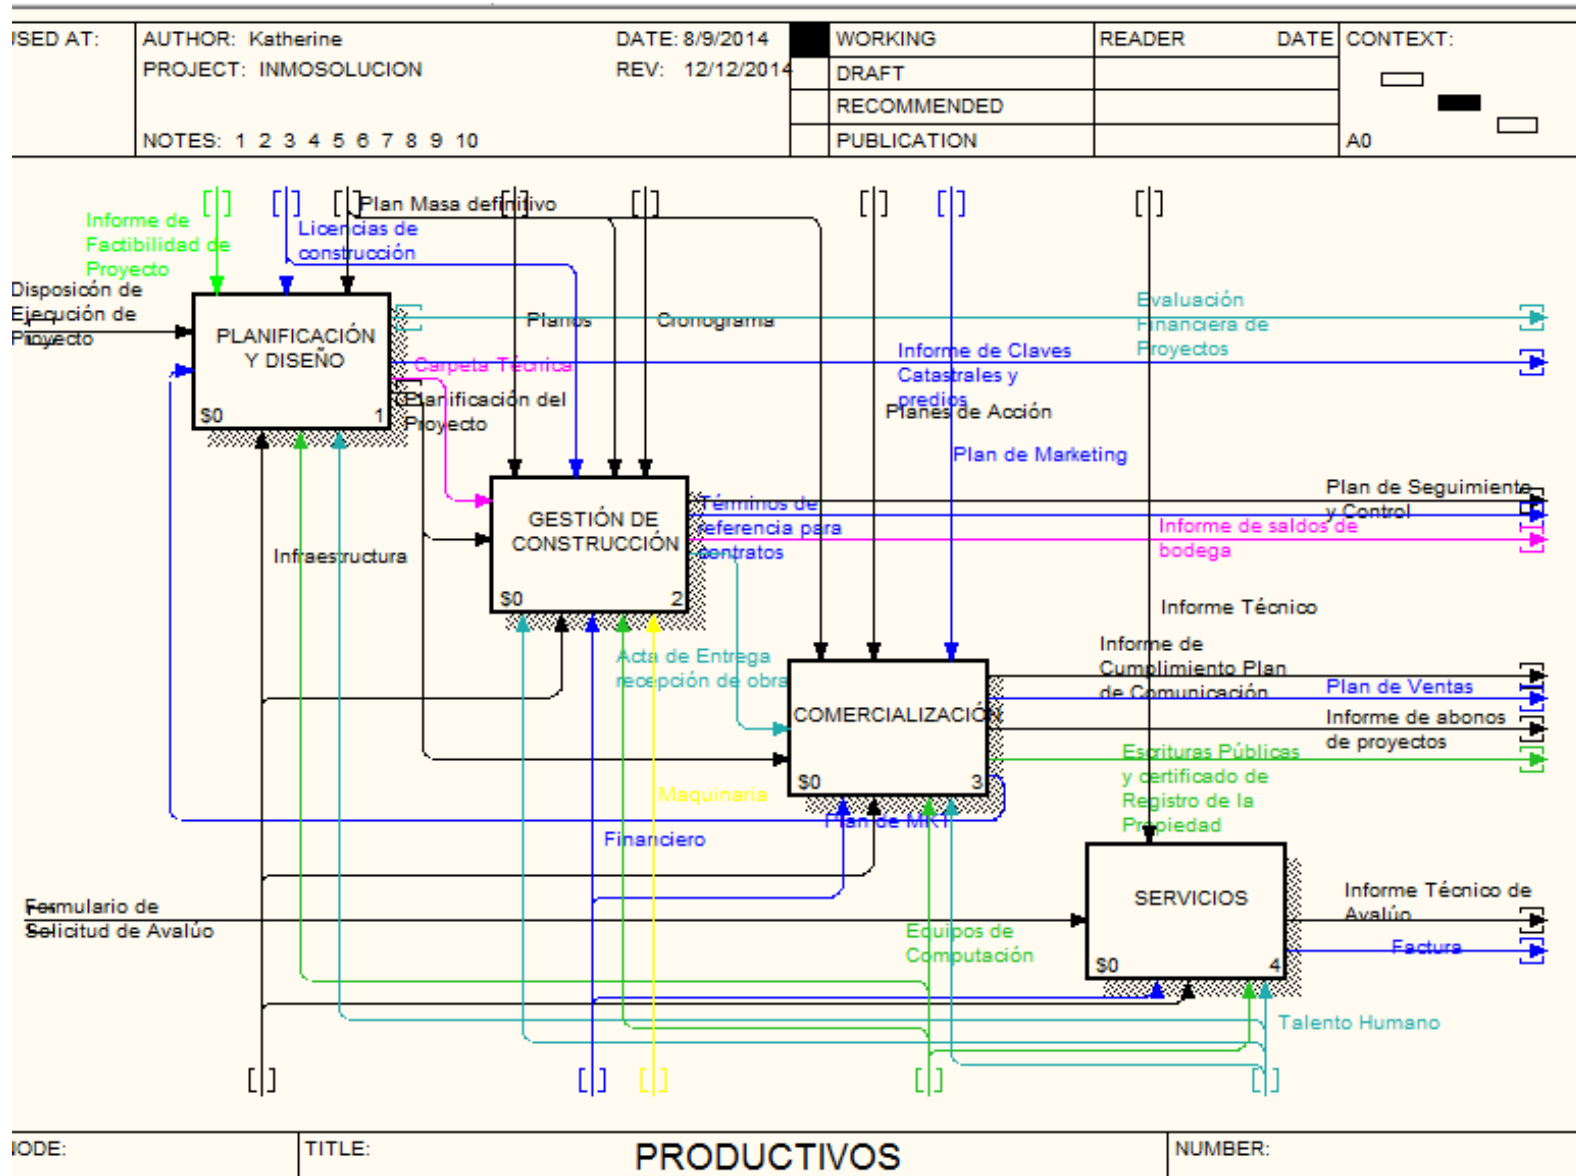 USED AT:
AUTHOR: Katherine
DATE: 8/9/2014
WORKING
READER
DATE
CONTEXT:
PROJECT: INMOSOLUCION
REV: 12/12/2014
DRAFT
RECOMMENDED
NOTES: 1 2 3 4 5 6 7 8 9 10
PUBLICATION
A0
Plan Masa definitivo
Informe de
Factibilidad de
Proyecto
Licencias de
construcción
Disposicón de
Ejecución de
Proyecto
PLANIFICACIÓN
Y DISEÑO
$0
1
Planos
Cronograma
Evaluación
Financiera de
Proyectos
Informe de Claves
Catastrales y
predios
Carpeta Técnica
Planificación del
Proyecto
Planes de Acción
Plan de Marketing
Plan de Seguimiento
y Control
GESTIÓN DE
CONSTRUCCIÓN
$0
2
Términos de
referencia para
contratos
Informe de saldos de
bodega
Infraestructura
Informe Técnico
Acta de Entrega
recepción de obra
Informe de
Cumplimiento Plan
de Comunicación
Plan de Ventas
COMERCIALIZACIÓN
$0
3
Informe de abonos
de proyectos
Escrituras Públicas
y certificado de
Registro de la
Propiedad
Maquinaria
Plan de MKT
Financiero
SERVICIOS
$0
4
Informe Técnico de
Avalúo
Formulario de
Solicitud de Avalúo
Equipos de
Computación
Factura
Talento Humano
NODE:
TITLE:
PRODUCTIVOS
NUMBER: